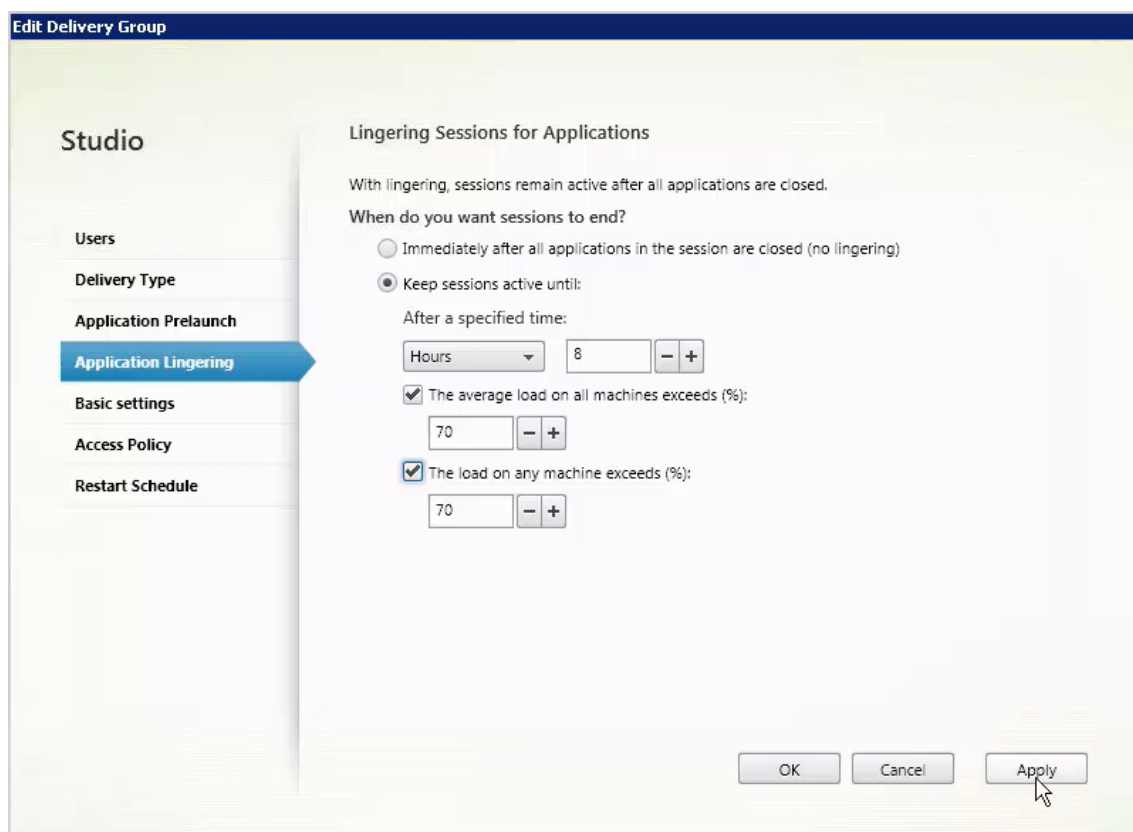 Edit Delivery Group
Studio
Users
Delivery Type
Application Prelaunch
Application Lingering
Basic settings
Access Policy
Restart Schedule
Lingering Sessions for Applications
With lingering, sessions remain active after all applications are closed.
When do you want sessions to end?
Immediately after all applications in the session are closed (no lingering)
Keep sessions active until:
After a specified time:
Hours 8 − +
The average load on all machines exceeds (%):
70 − +
The load on any machine exceeds (%):
70 − +
OK Cancel Apply